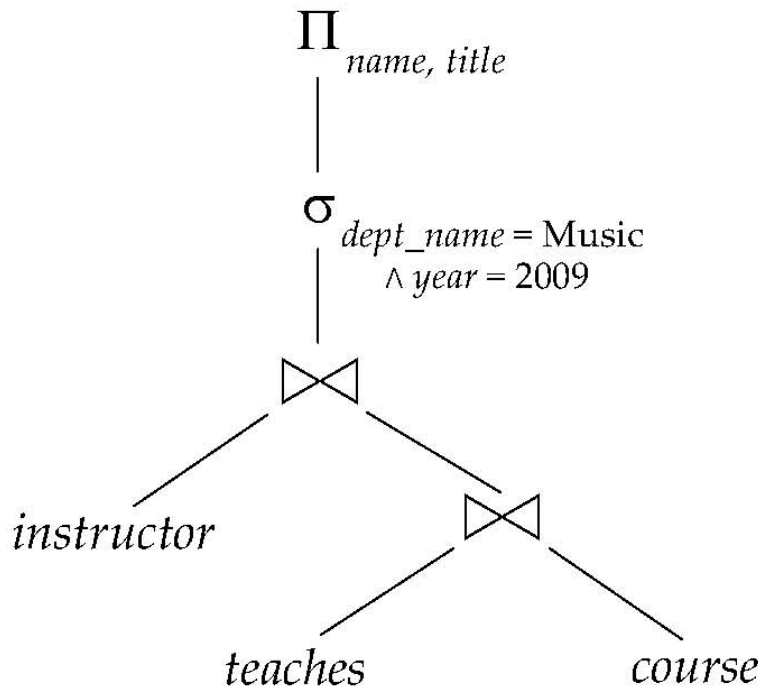 Π name, title
σ dept_name = Music
∧ year = 2009
⋈
instructor
⋈
teaches course